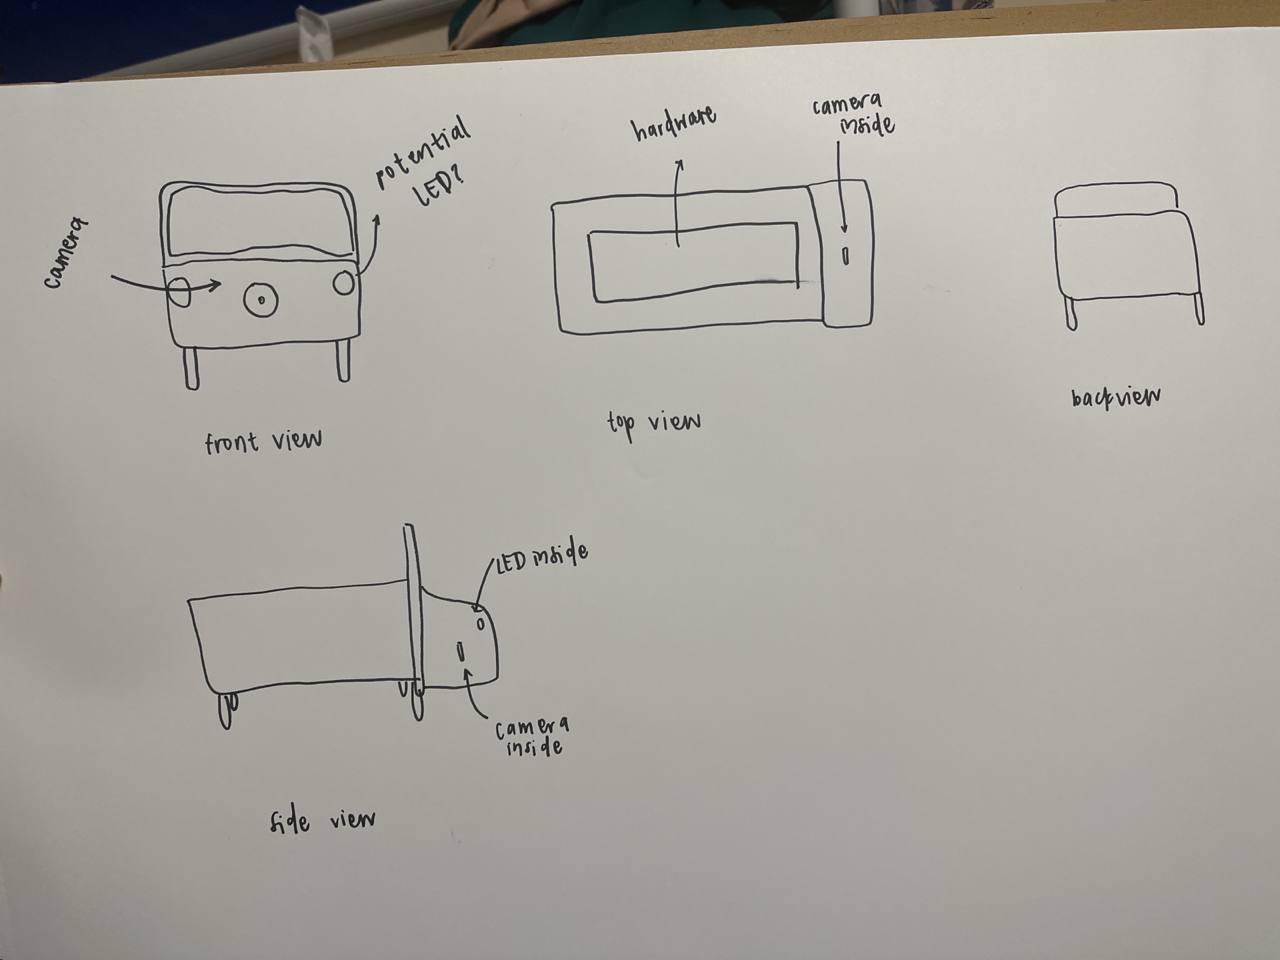 camera
potential
LED?
front view
hardware
camera
inside
top view
backview
LED inside
camera
inside
side view